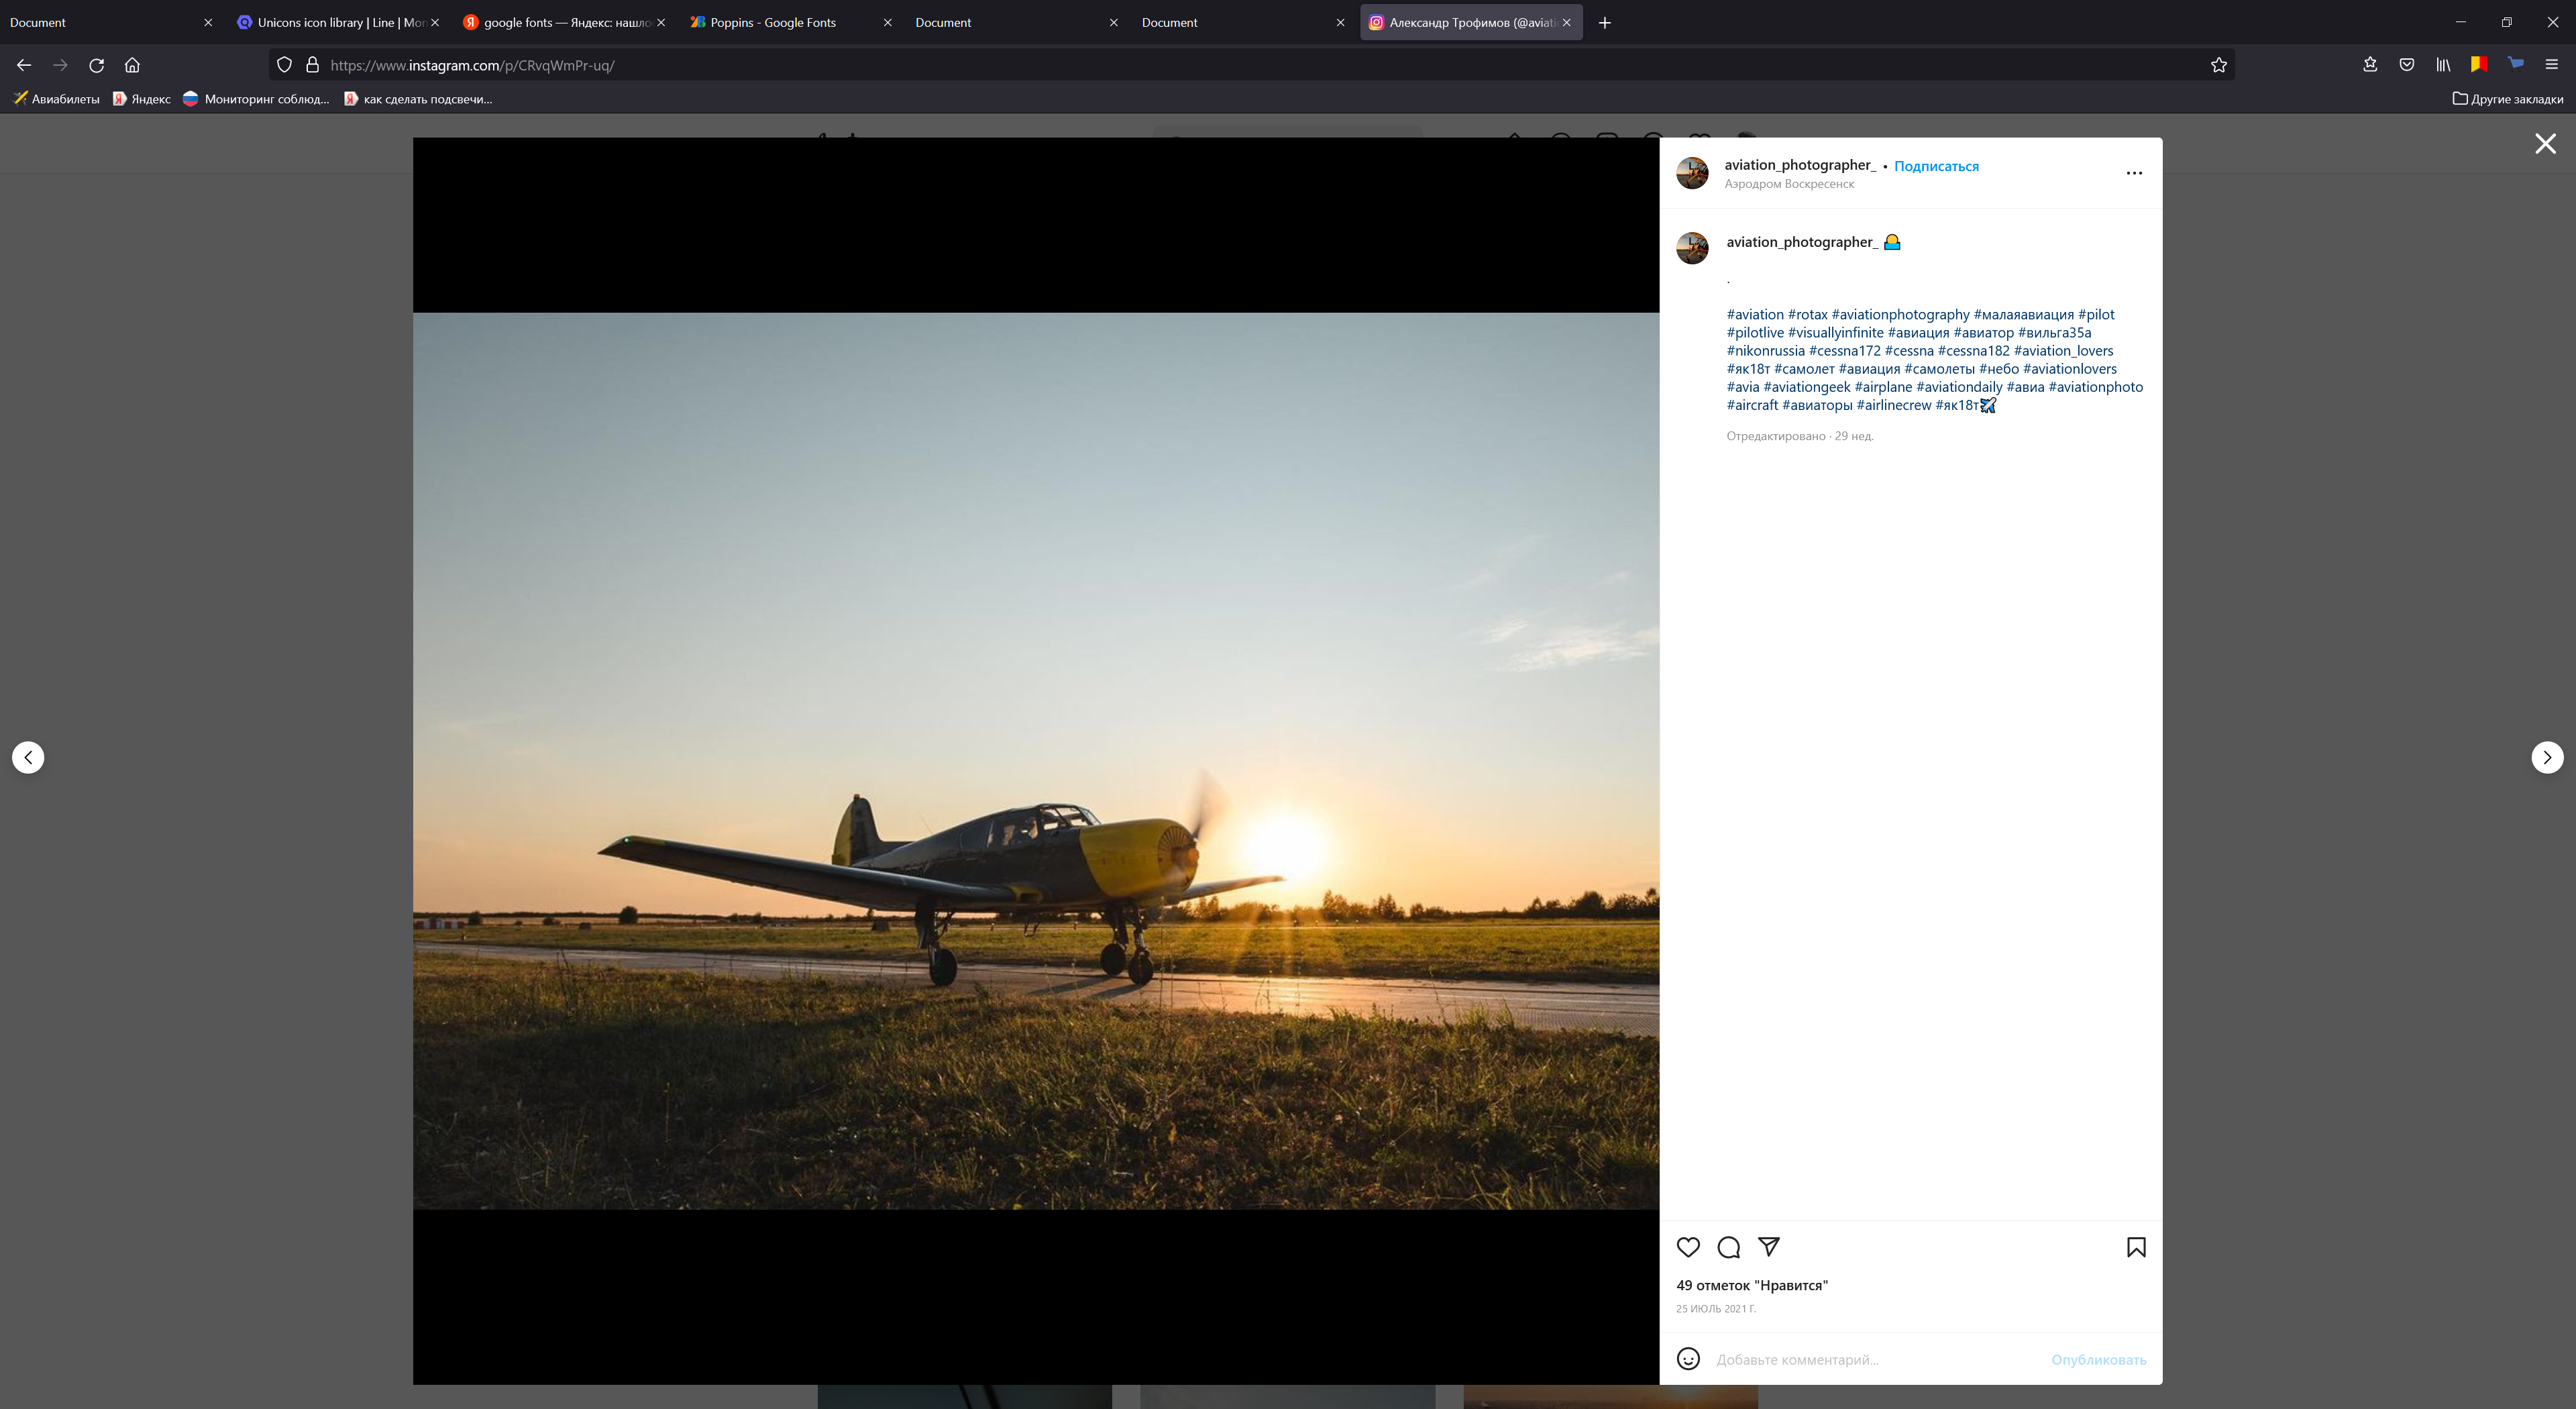 Document
Unicons icon library | Line | Mon
google fonts — Яндекс: нашло
Poppins - Google Fonts
Document
Document
Александр Трофимов (@aviati
https://www.instagram.com/p/CRvqWmPr-uq/
Авиабилеты
Яндекс
Мониторинг соблюд...
как сделать подсвечи...
Другие закладки
aviation_photographer_ • Подписаться
Аэродром Воскресенск
aviation_photographer_
.
#aviation #rotax #aviationphotography #малаяавиация #pilot
#pilotlive #visuallyinfinite #авиация #авиатор #вильга35а
#nikonrussia #cessna172 #cessna #cessna182 #aviation_lovers
#як18т #самолет #авиация #самолеты #небо #aviationlovers
#avia #aviationgeek #airplane #aviationdaily #авиа #aviationphoto
#aircraft #авиаторы #airlinecrew #як18т✈️
Отредактировано · 29 нед.
49 отметок "Нравится"
25 ИЮЛЬ 2021 Г.
Добавьте комментарий...
Опубликовать